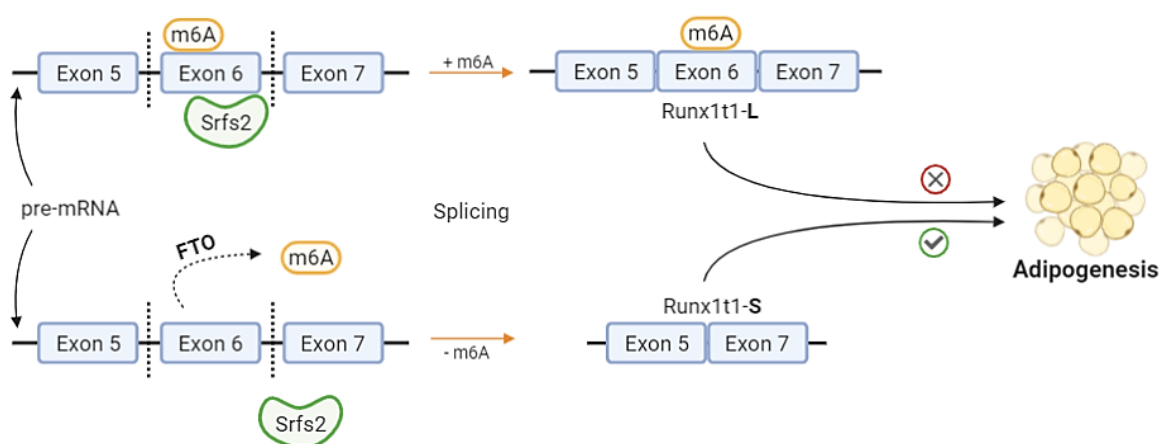 m6A
Exon 5
Exon 6
Exon 7
Srfs2
+ m6A
m6A
Exon 5
Exon 6
Exon 7
Runx1t1-L
pre-mRNA
Splicing
FTO
m6A
Adipogenesis
Exon 5
Exon 6
Exon 7
Srfs2
- m6A
Runx1t1-S
Exon 5
Exon 7